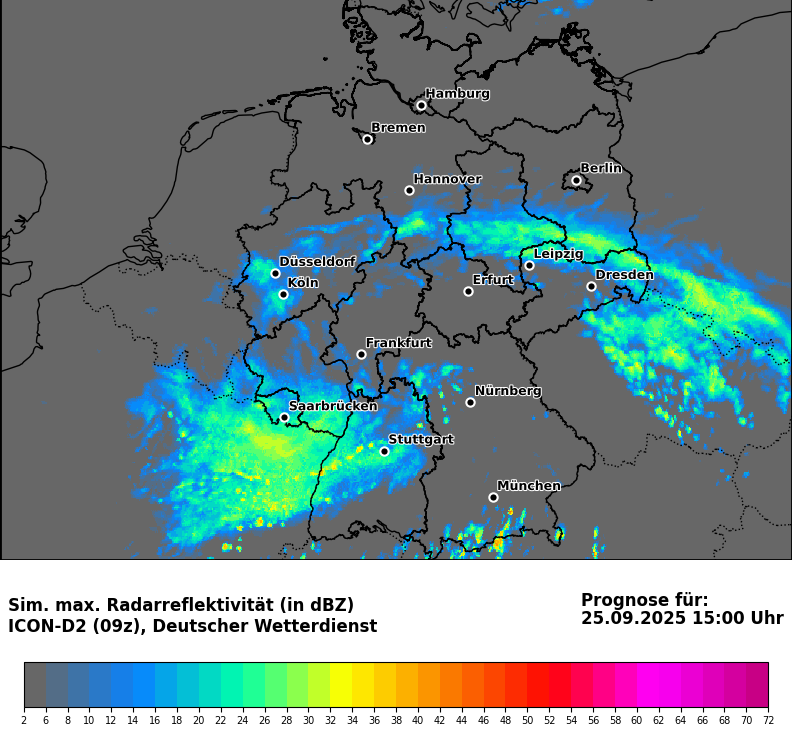 Hamburg
Bremen
Berlin
Hannover
Leipzig
Düsseldorf
Dresden
Köln
Erfurt
Frankfurt
Nürnberg
Saarbrücken
Stuttgart
München
Sim. max. Radarreflektivität (in dBZ)
ICON-D2 (09z), Deutscher Wetterdienst
Prognose für:
25.09.2025 15:00 Uhr
2 6 8 10 12 14 16 18 20 22 24 26 28 30 32 34 36 38 40 42 44 46 48 50 52 54 56 58 60 62 64 66 68 70 72